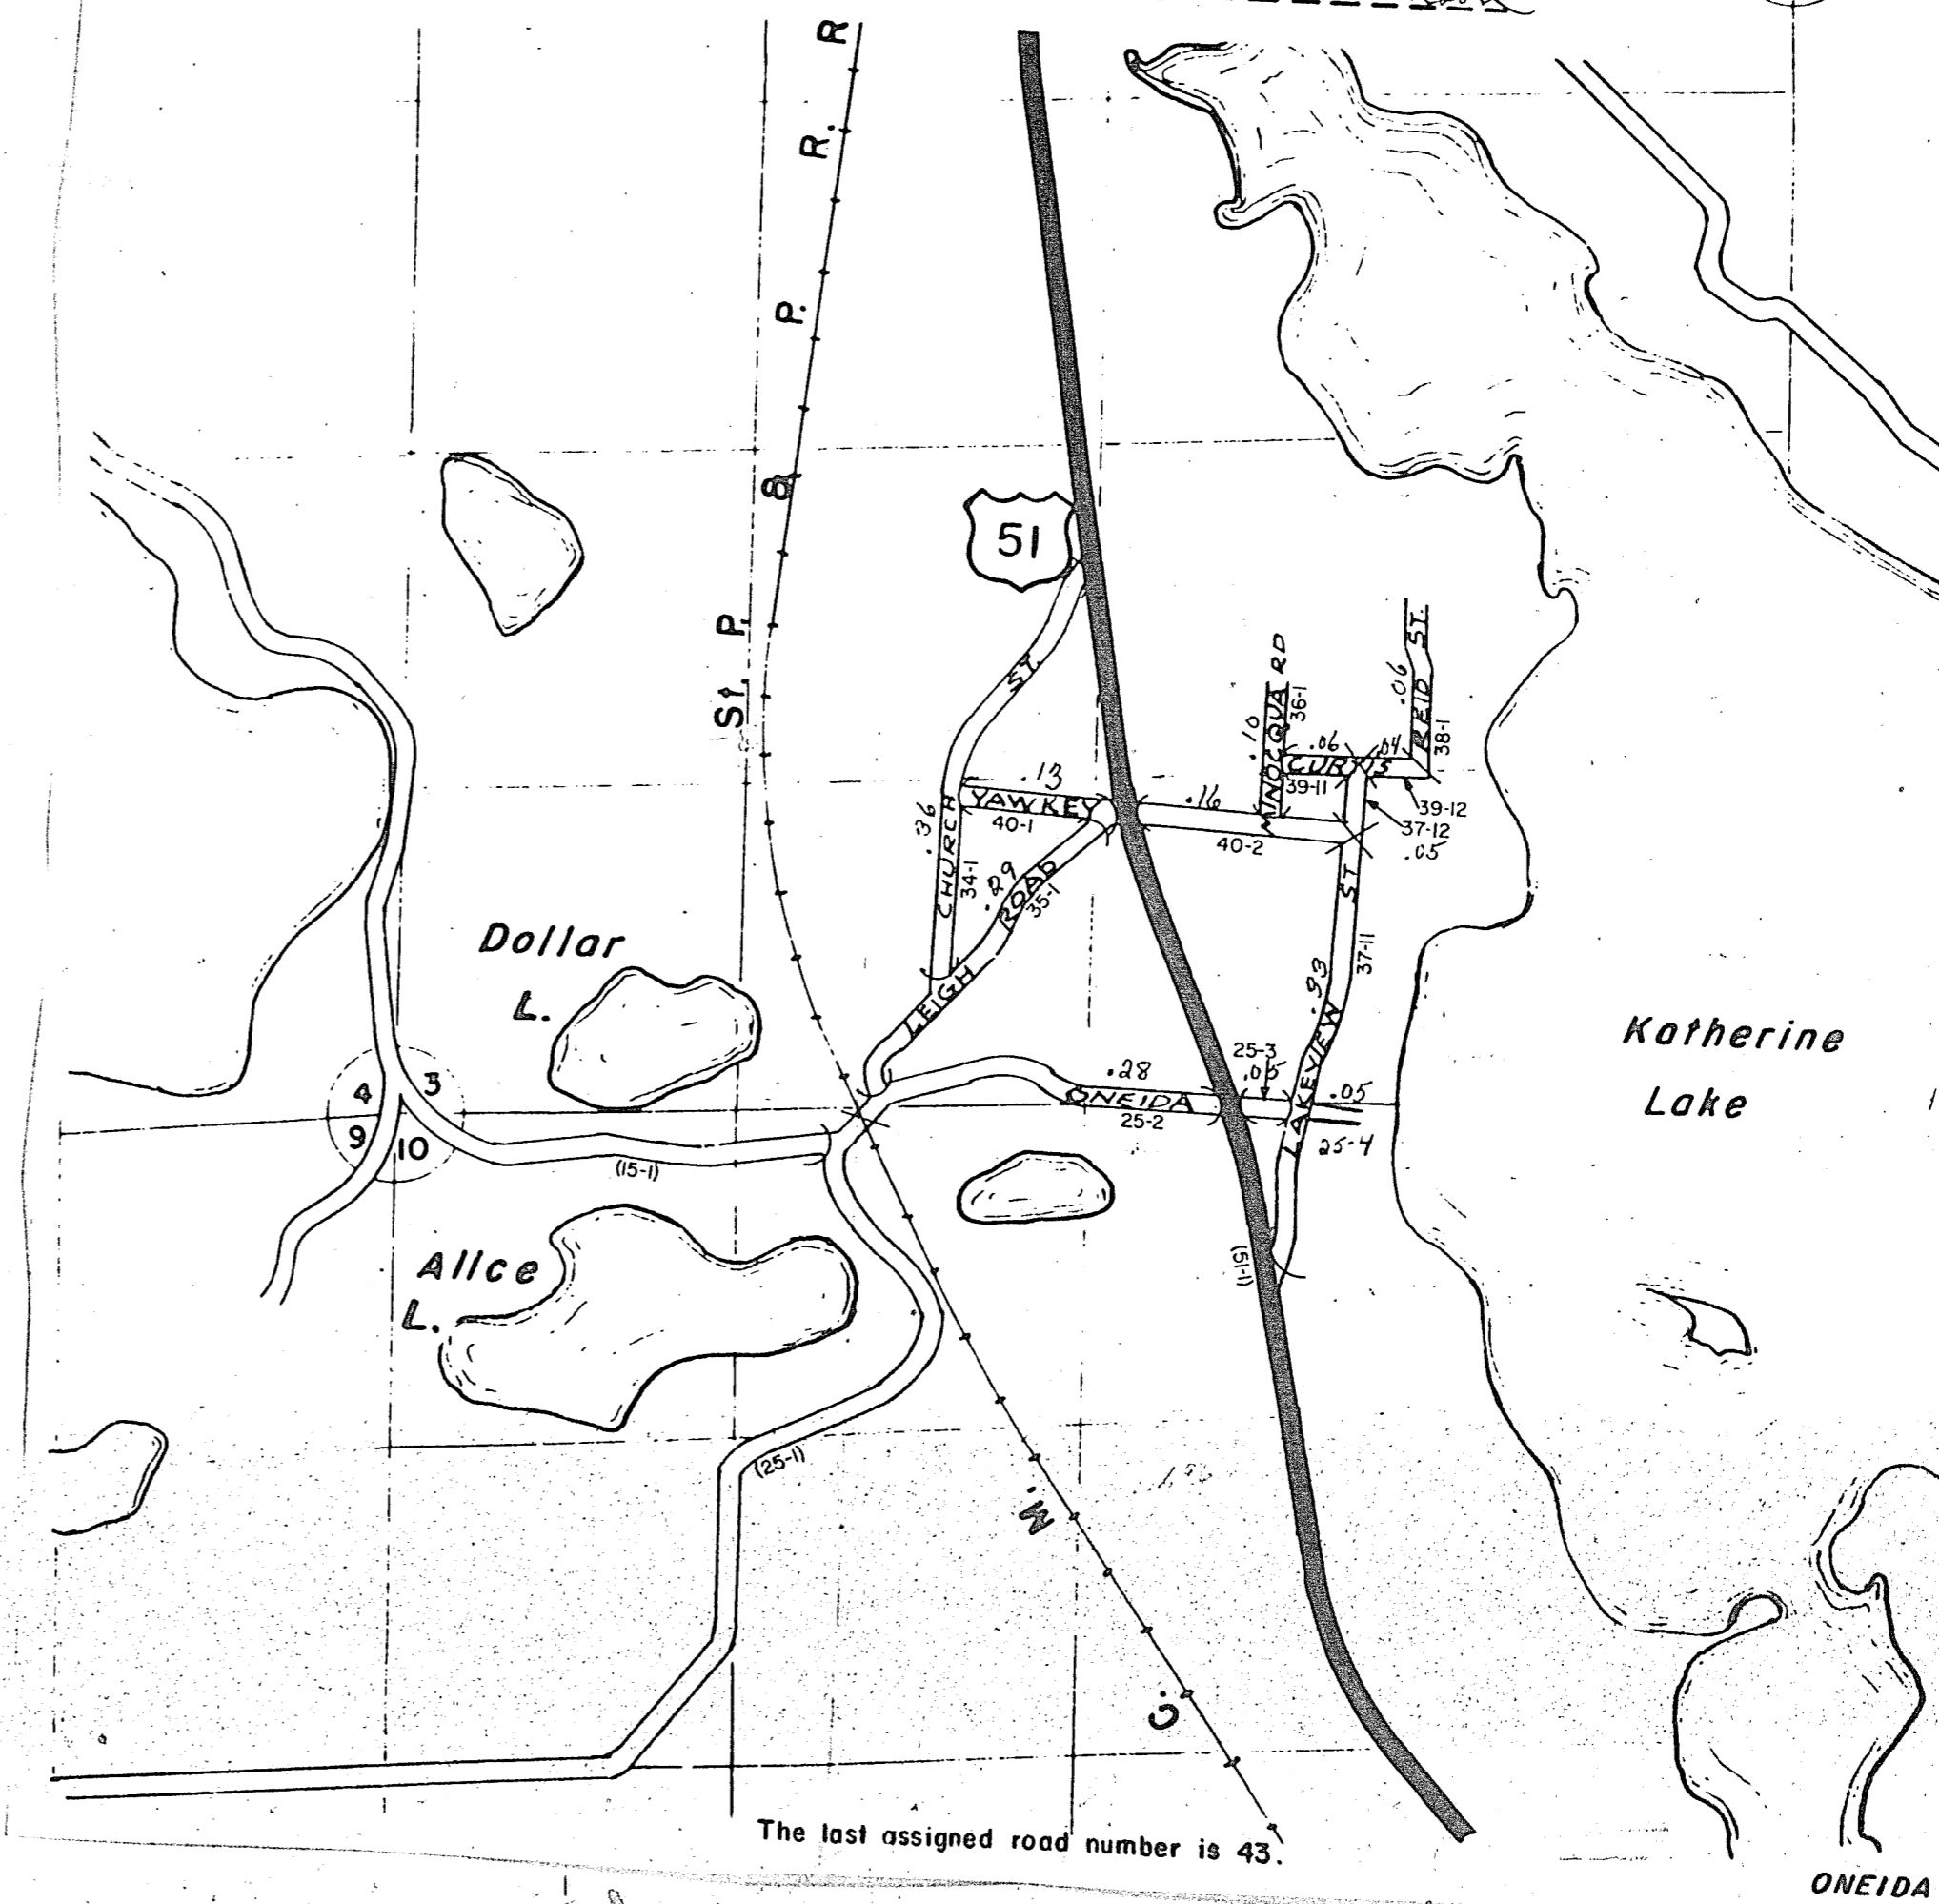 R
R.
P.
&
P.
St.
51
CHURCH ST.
.36
34-1
YAWKEY
.13
40-1
.16
40-2
LEIGH ROAD
.29
35-1
INOCQUA RD
.10
36-1
CURTIS
.06
.04
39-11
39-12
REID ST.
.06
38-1
37-12
.05
LAKEVIEW ST
.93
37-11
ONEIDA
.28
25-2
25-3
.05
.05
25-4
Dollar
L.
Katherine
Lake
4
3
9
10
(15-1)
Alice
L.
(51-1)
(25-1)
M.
C.
The last assigned road number is 43.
ONEIDA